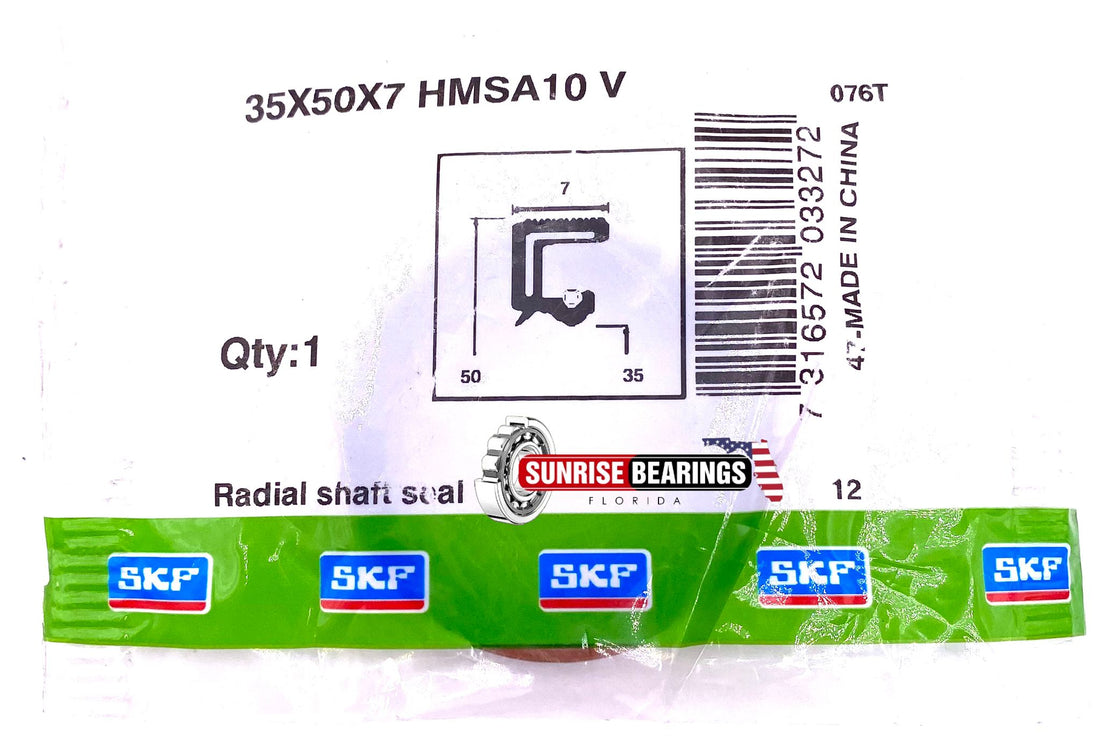 35X50X7 HMSA10 V
076T
7
50
35
Qty:1
7 316572 033272
47-MADE IN CHINA
Radial shaft seal
12
SUNRISE BEARINGS
FLORIDA
SKF SKF SKF SKF SKF